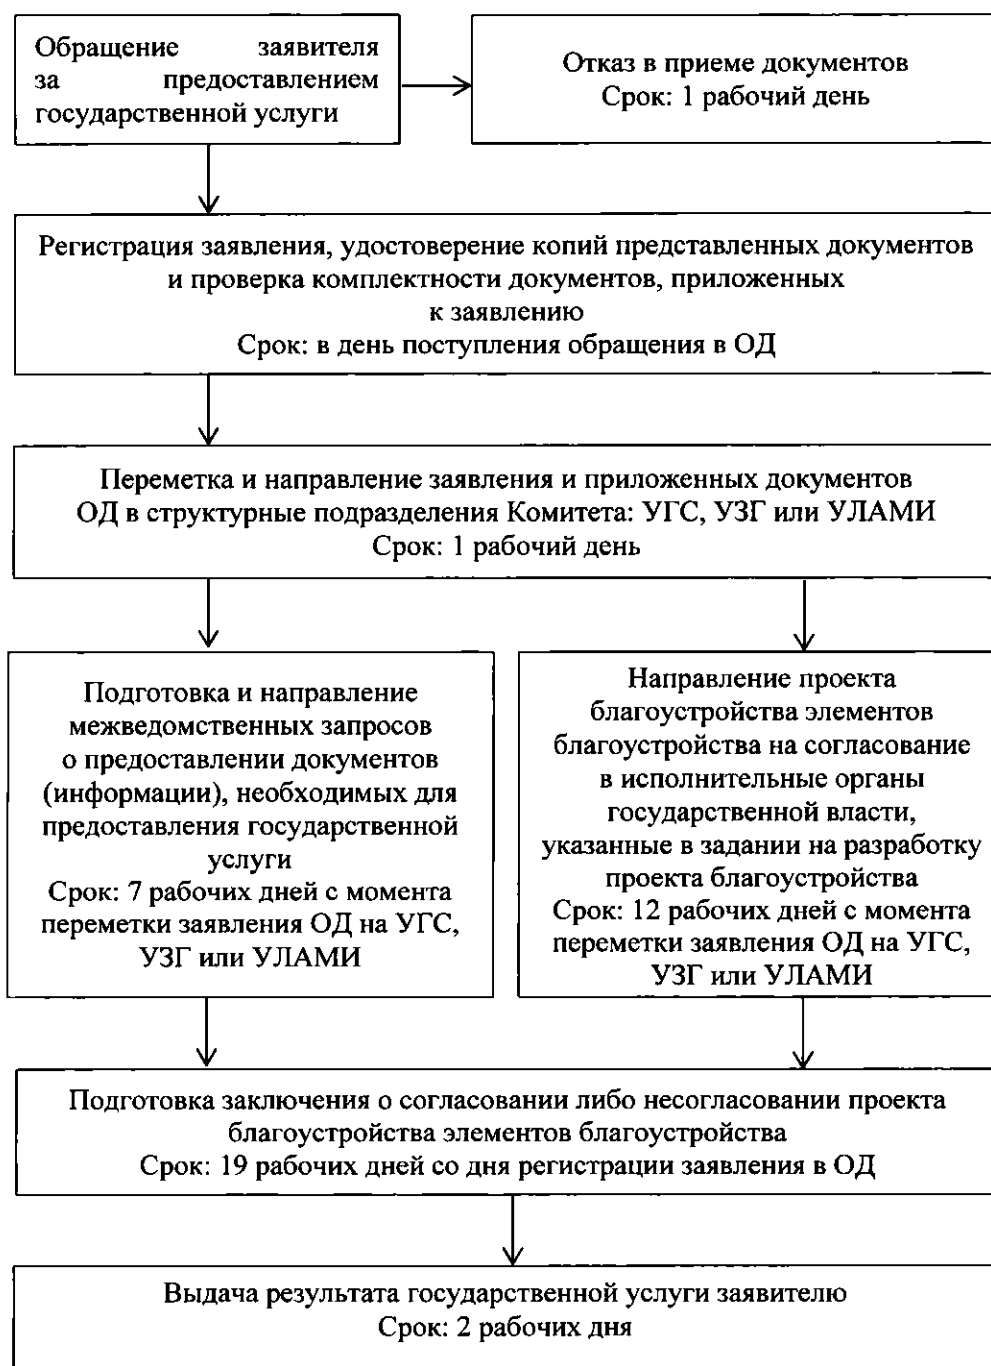 Обращение заявителя
за предоставлением
государственной услуги
Отказ в приеме документов
Срок: 1 рабочий день
Регистрация заявления, удостоверение копий представленных документов
и проверка комплектности документов, приложенных
к заявлению
Срок: в день поступления обращения в ОД
Переметка и направление заявления и приложенных документов
ОД в структурные подразделения Комитета: УГС, УЗГ или УЛАМИ
Срок: 1 рабочий день
Подготовка и направление
межведомственных запросов
о предоставлении документов
(информации), необходимых для
предоставления государственной
услуги
Срок: 7 рабочих дней с момента
переметки заявления ОД на УГС,
УЗГ или УЛАМИ
Направление проекта
благоустройства элементов
благоустройства на согласование
в исполнительные органы
государственной власти,
указанные в задании на разработку
проекта благоустройства
Срок: 12 рабочих дней с момента
переметки заявления ОД на УГС,
УЗГ или УЛАМИ
Подготовка заключения о согласовании либо несогласовании проекта
благоустройства элементов благоустройства
Срок: 19 рабочих дней со дня регистрации заявления в ОД
Выдача результата государственной услуги заявителю
Срок: 2 рабочих дня